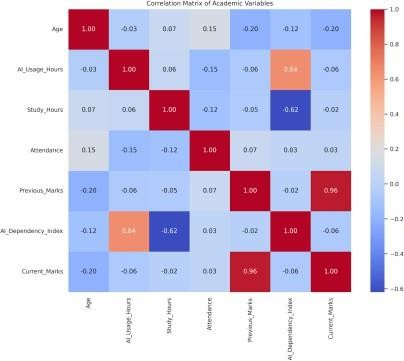 Correlation Matrix of Academic Variables
Age 1.00 -0.03 0.07 0.15 -0.20 -0.12 -0.20
AI_Usage_Hours -0.03 1.00 0.06 -0.15 -0.06 0.64 -0.06
Study_Hours 0.07 0.06 1.00 -0.12 -0.05 -0.62 -0.02
Attendance 0.15 -0.15 -0.12 1.00 0.07 0.03 0.03
Previous_Marks -0.20 -0.06 -0.05 0.07 1.00 -0.02 0.96
AI_Dependency_Index -0.12 0.64 -0.62 0.03 -0.02 1.00 -0.06
Current_Marks -0.20 -0.06 -0.02 0.03 0.96 -0.06 1.00
Age AI_Usage_Hours Study_Hours Attendance Previous_Marks AI_Dependency_Index Current_Marks
1.0
0.8
0.6
0.4
0.2
0.0
−0.2
−0.4
−0.6